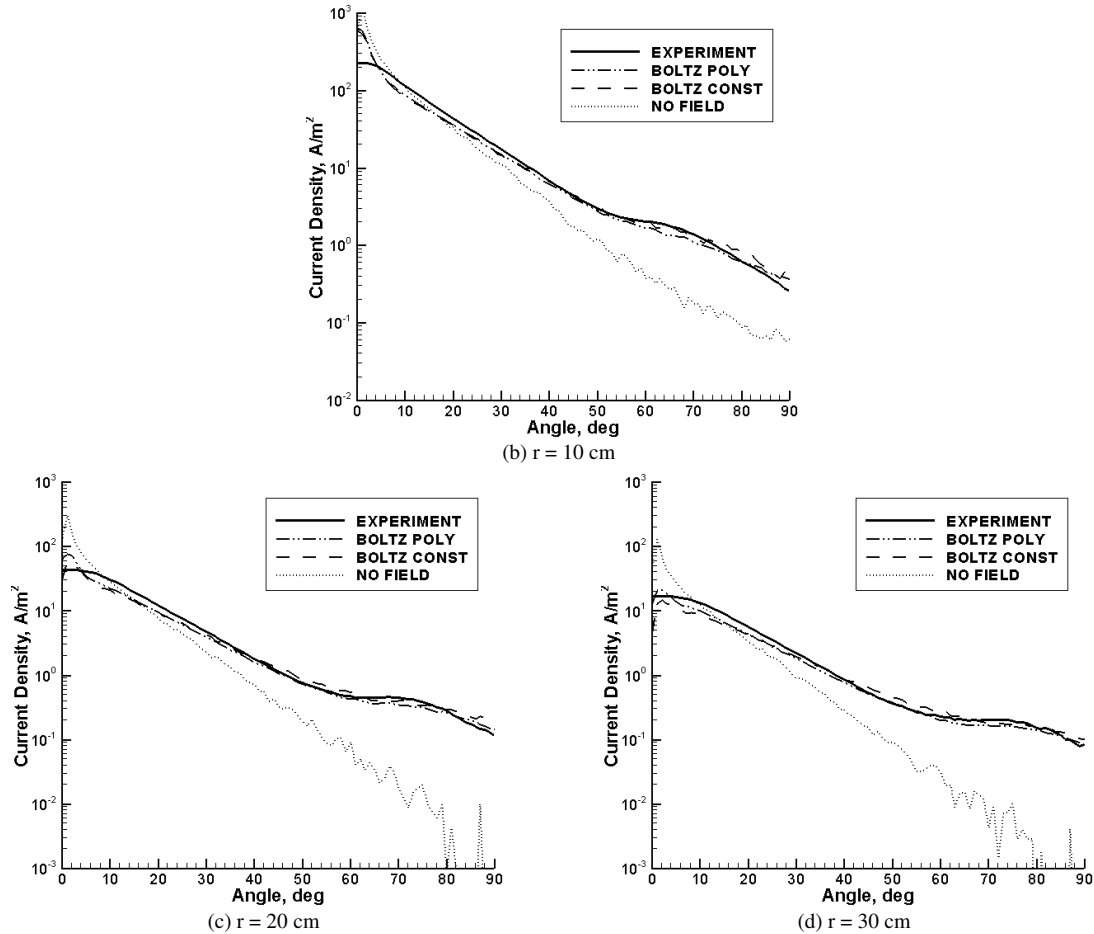 10³
10²
10¹
10⁰
10⁻¹
10⁻²
Current Density, A/m²
EXPERIMENT
BOLTZ POLY
BOLTZ CONST
NO FIELD
0 10 20 30 40 50 60 70 80 90
Angle, deg
(b) r = 10 cm
10³
10²
10¹
10⁰
10⁻¹
10⁻²
10⁻³
Current Density, A/m²
EXPERIMENT
BOLTZ POLY
BOLTZ CONST
NO FIELD
0 10 20 30 40 50 60 70 80 90
Angle, deg
(c) r = 20 cm
10³
10²
10¹
10⁰
10⁻¹
10⁻²
10⁻³
Current Density, A/m²
EXPERIMENT
BOLTZ POLY
BOLTZ CONST
NO FIELD
0 10 20 30 40 50 60 70 80 90
Angle, deg
(d) r = 30 cm